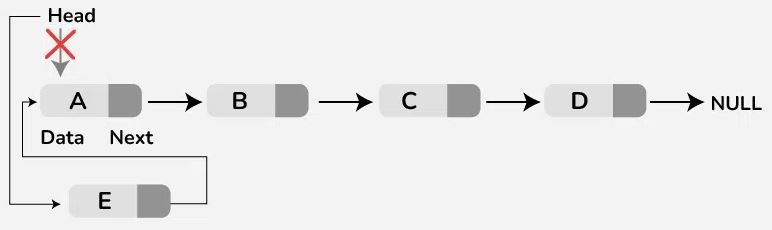 Head
A B C D NULL
Data Next
E